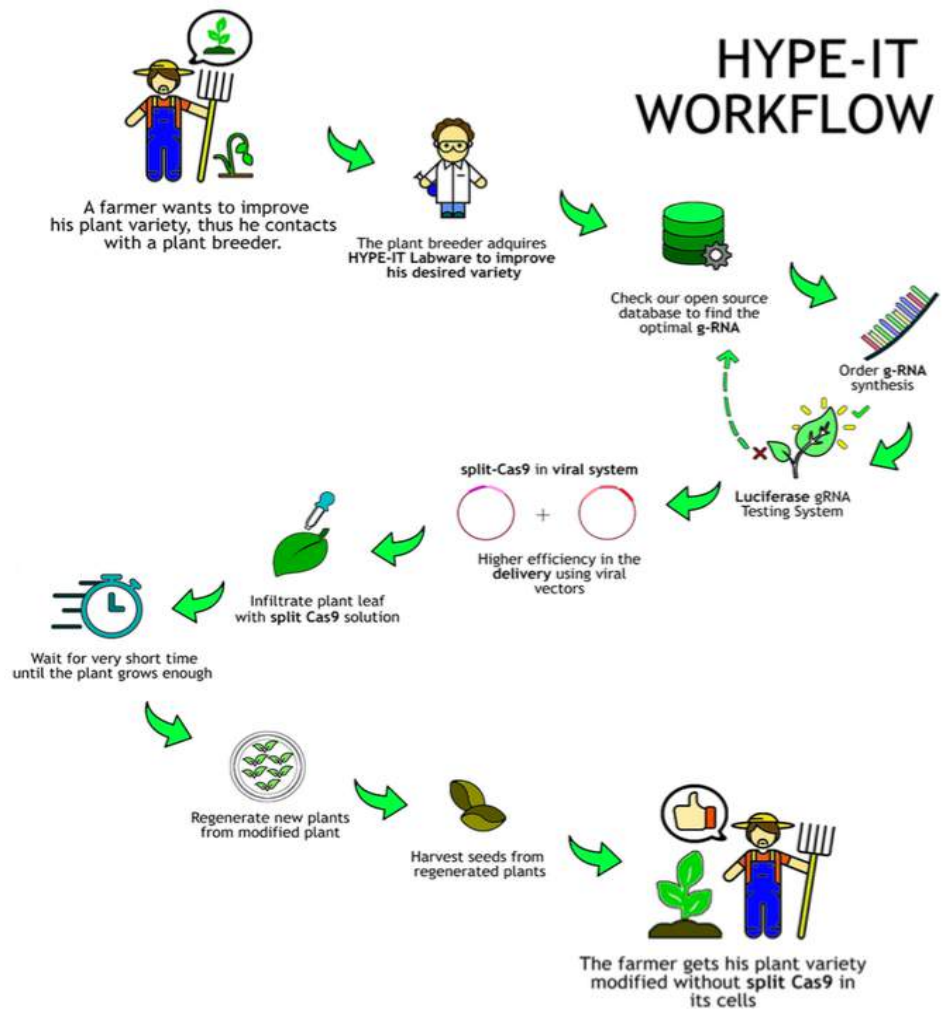 HYPE-IT
WORKFLOW
A farmer wants to improve
his plant variety, thus he contacts
with a plant breeder.
The plant breeder adquires
HYPE-IT Labware to improve
his desired variety
Check our open source
database to find the
optimal g-RNA
Order g-RNA
synthesis
Luciferase gRNA
Testing System
split-Cas9 in viral system
+
Higher efficiency in the
delivery using viral
vectors
Infiltrate plant leaf
with split Cas9 solution
Wait for very short time
until the plant grows enough
Regenerate new plants
from modified plant
Harvest seeds from
regenerated plants
The farmer gets his plant variety
modified without split Cas9 in
its cells